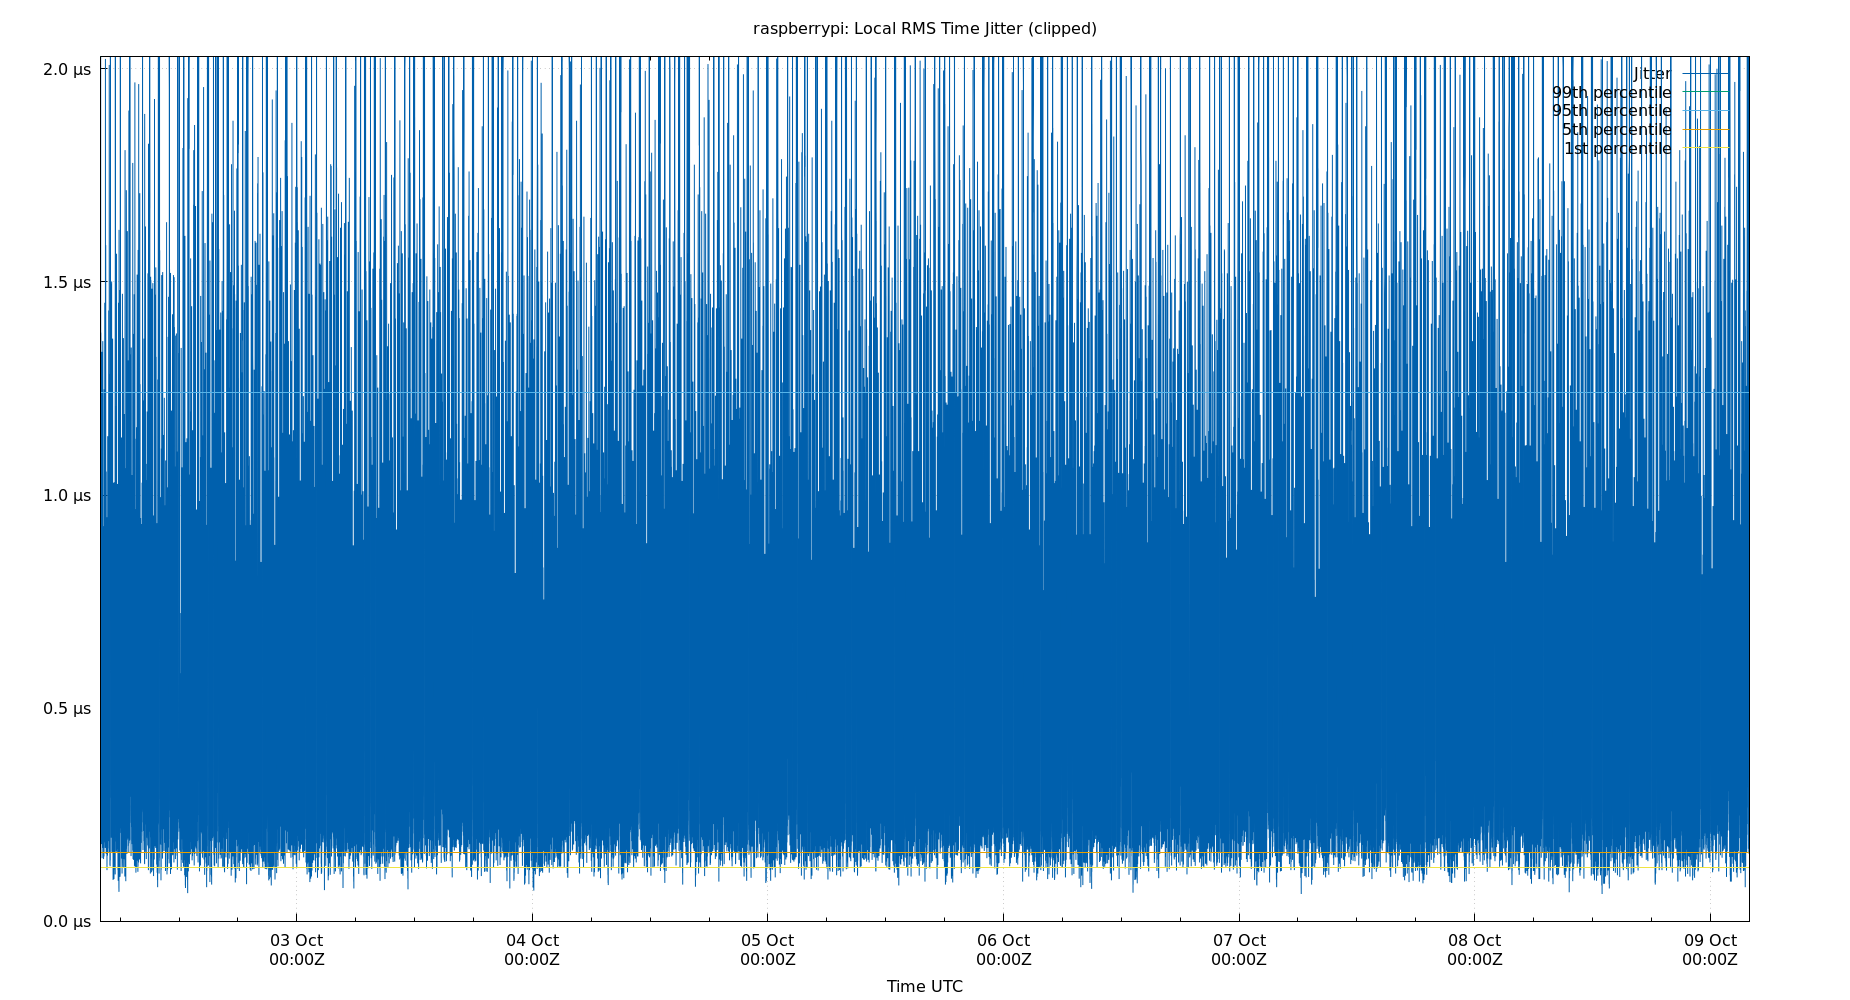 raspberrypi: Local RMS Time Jitter (clipped)
2.0 µs
1.5 µs
1.0 µs
0.5 µs
0.0 µs
Jitter
99th percentile
95th percentile
5th percentile
1st percentile
03 Oct 04 Oct 05 Oct 06 Oct 07 Oct 08 Oct 09 Oct
00:00Z 00:00Z 00:00Z 00:00Z 00:00Z 00:00Z 00:00Z
Time UTC